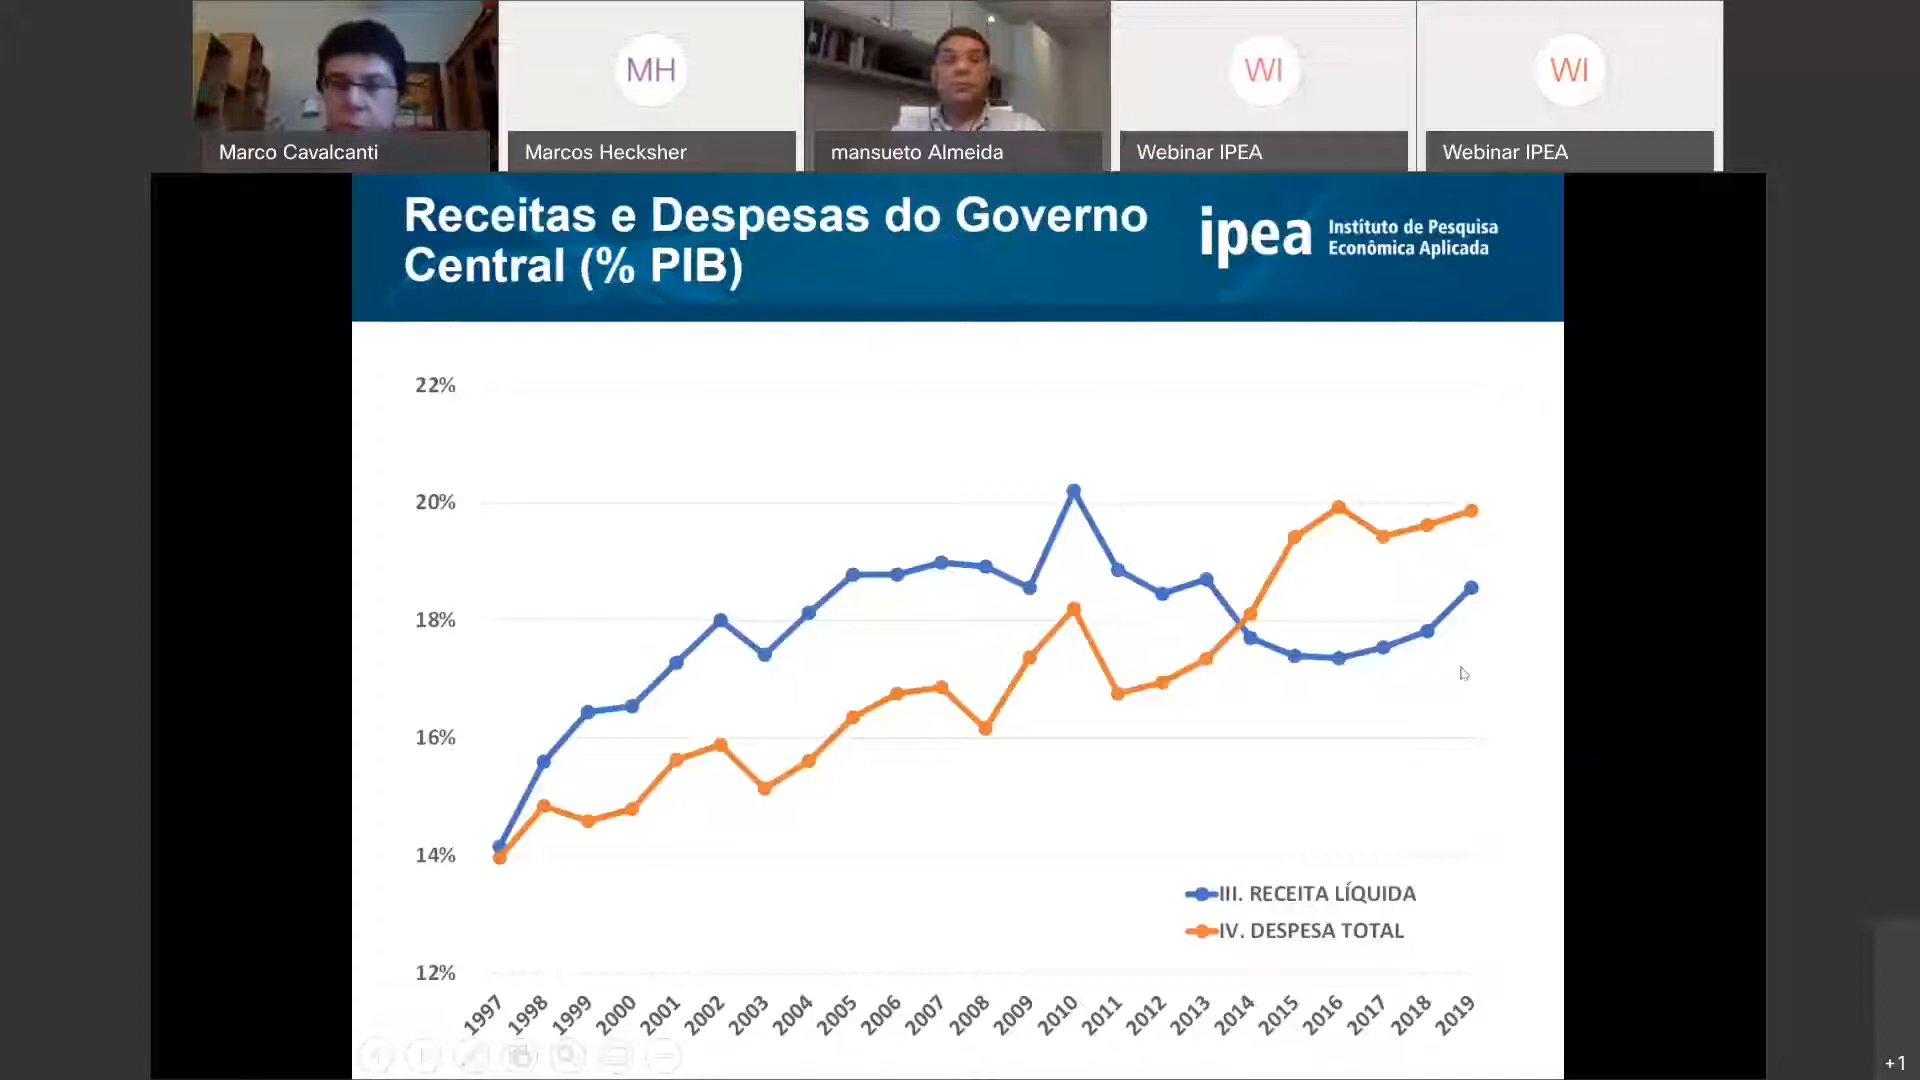 MH
WI
WI
Marco Cavalcanti
Marcos Hecksher
mansueto Almeida
Webinar IPEA
Webinar IPEA
Receitas e Despesas do Governo
Central (% PIB)
ipea
Instituto de Pesquisa
Econômica Aplicada
22%
20%
18%
16%
14%
12%
III. RECEITA LÍQUIDA
IV. DESPESA TOTAL
1997
1998
1999
2000
2001
2002
2003
2004
2005
2006
2007
2008
2009
2010
2011
2012
2013
2014
2015
2016
2017
2018
2019
+1